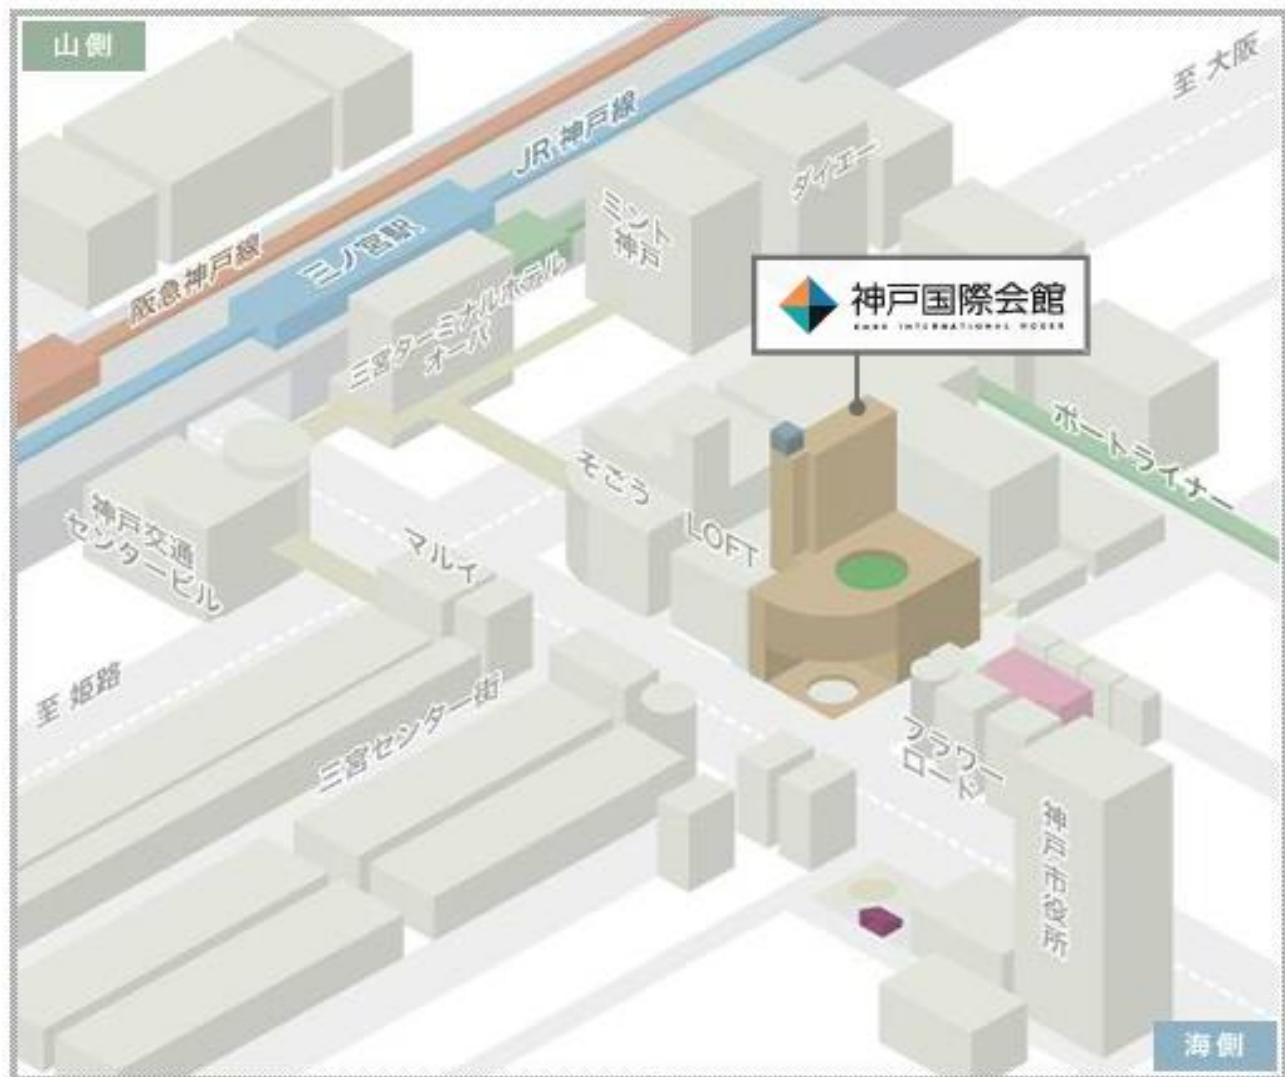 山側
至 大阪
JR 神戸線
ダイエー
ミント
神戸
三ノ宮駅
阪急神戸線
三宮ターミナルホテル
オーパ
神戸国際会館
KOBE INTERNATIONAL HOUSE
ポートライナー
そごう
LOFT
マルイ
神戸交通
センタービル
至 姫路
三宮センター街
フラワー
ロード
神戸市役所
海側